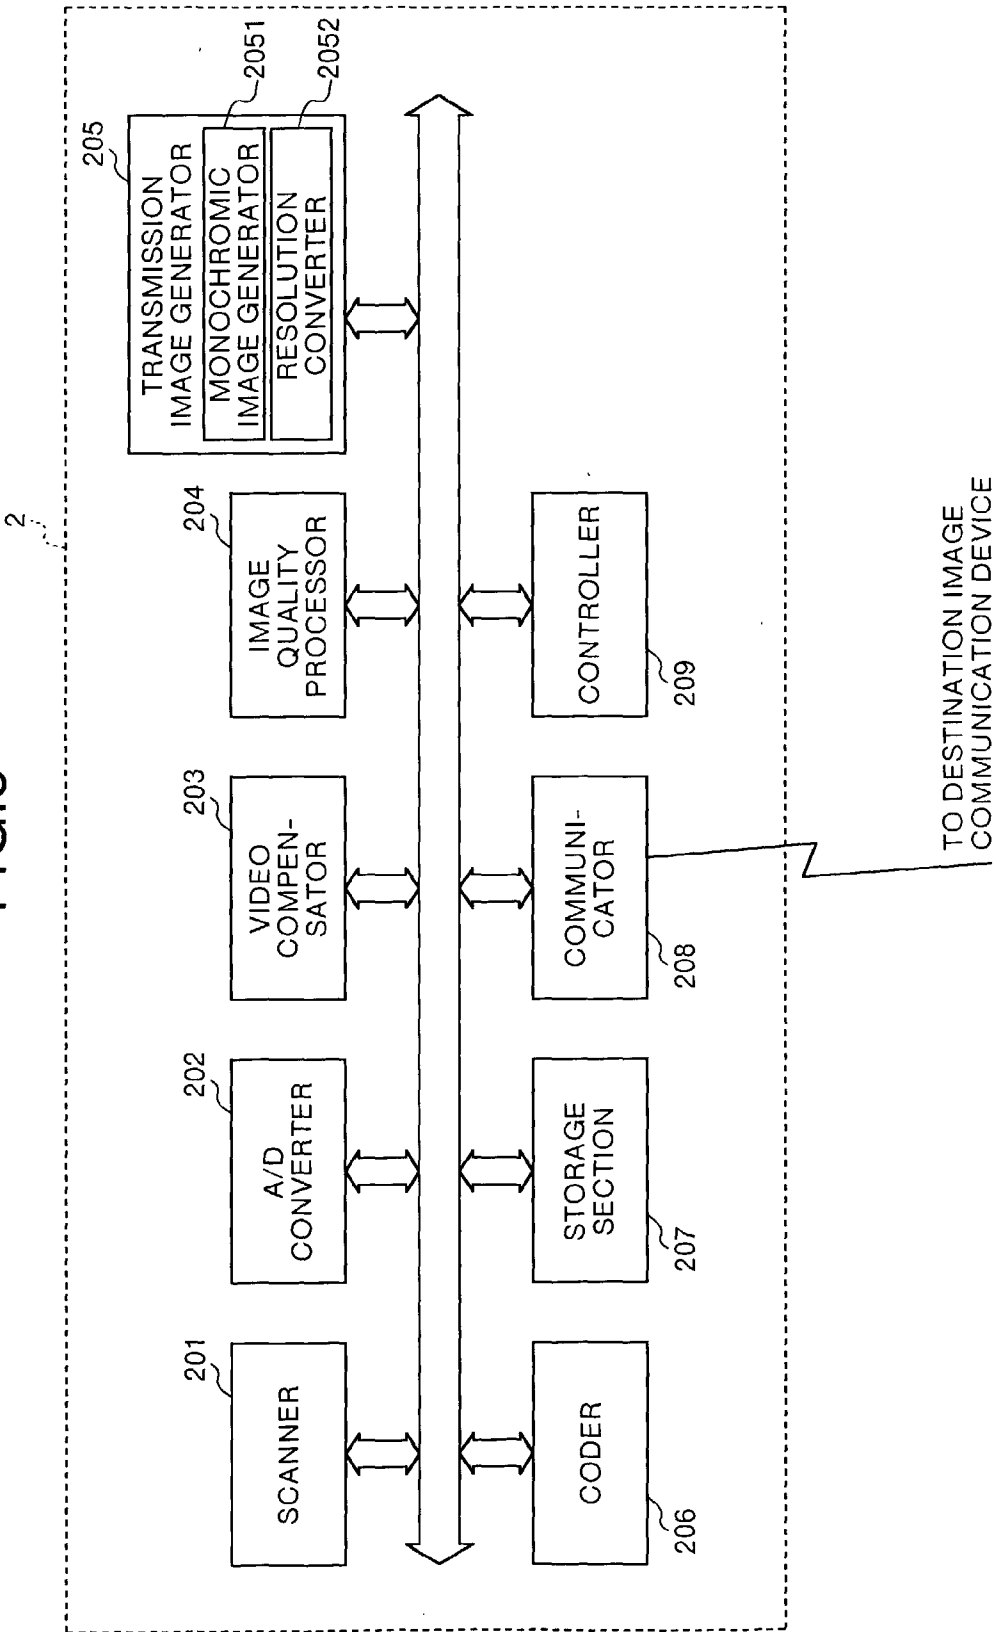 2
205
TRANSMISSION
IMAGE GENERATOR
MONOCHROMIC
IMAGE GENERATOR
2051
RESOLUTION
CONVERTER
2052
201
SCANNER
202
A/D
CONVERTER
203
VIDEO
COMPEN-
SATOR
204
IMAGE
QUALITY
PROCESSOR
CODER
206
STORAGE
SECTION
207
COMMUNI-
CATOR
208
CONTROLLER
209
TO DESTINATION IMAGE
COMMUNICATION DEVICE